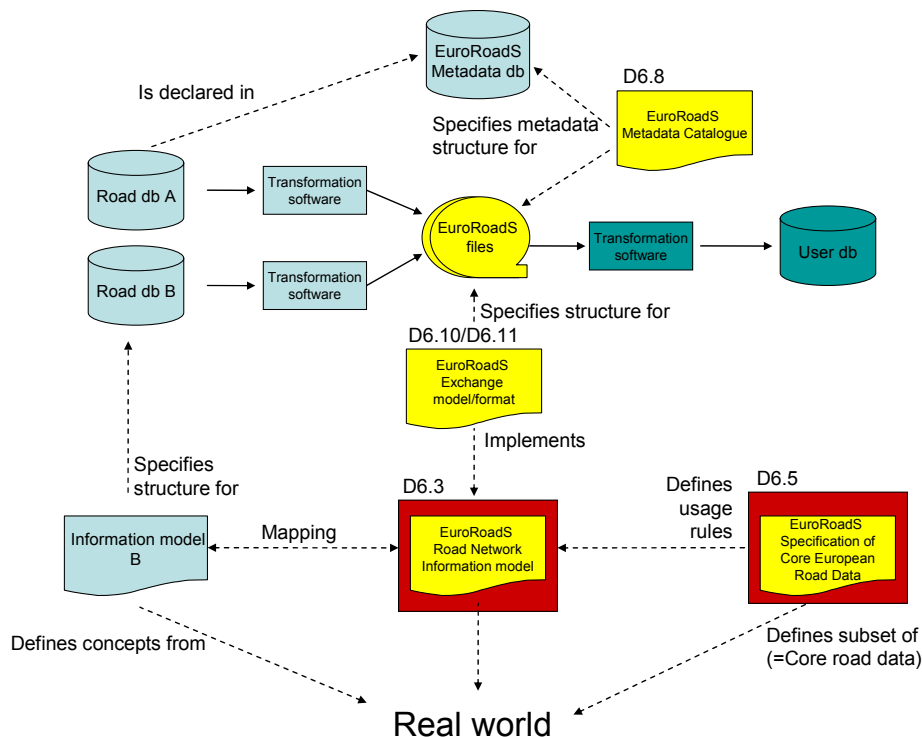 EuroRoadS
Metadata db
D6.8
Is declared in
EuroRoadS
Metadata Catalogue
Specifies metadata
structure for
Road db A
Transformation
software
EuroRoadS
files
Transformation
software
User db
Road db B
Transformation
software
Specifies structure for
D6.10/D6.11
EuroRoadS
Exchange
model/format
Implements
Specifies
structure for
D6.3
Defines
usage
rules
D6.5
Information model
B
Mapping
EuroRoadS
Road Network
Information model
EuroRoadS
Specification of
Core European
Road Data
Defines concepts from
Defines subset of
(=Core road data)
Real world